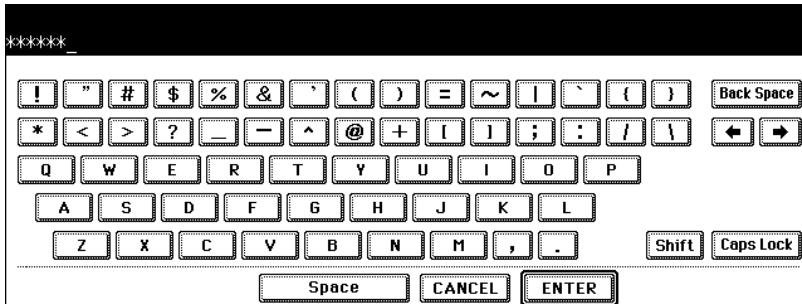 ******_
! " # $ % & ' ( ) = ~ | ` { } Back Space
* < > ? _ - ^ @ + [ ] ; : / \ ← →
Q W E R T Y U I O P
A S D F G H J K L
Z X C V B N M , . Shift Caps Lock
Space CANCEL ENTER